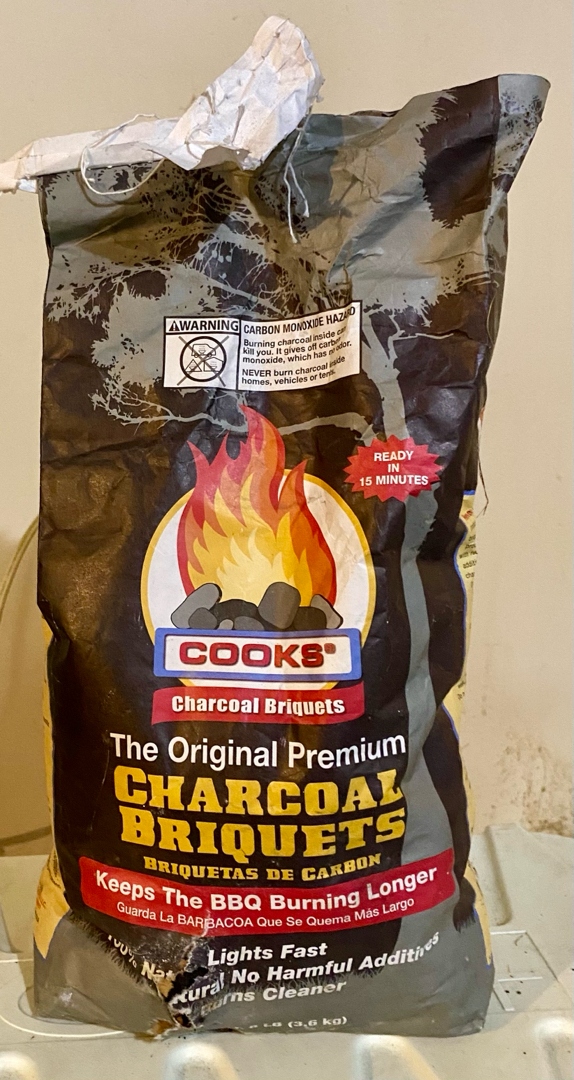 WARNING
CARBON MONOXIDE HAZARD
Burning charcoal inside can
kill you. It gives off carbon
monoxide, which has no odor.
NEVER burn charcoal inside
homes, vehicles or tents.
READY
IN
15 MINUTES
COOKS®
Charcoal Briquets
The Original Premium
CHARCOAL
BRIQUETS
BRIQUETAS DE CARBON
Keeps The BBQ Burning Longer
Guarda La BARBACOA Que Se Quema Más Largo
Lights Fast
100% Natural No Harmful Additives
Burns Cleaner
LB (3,6 kg)